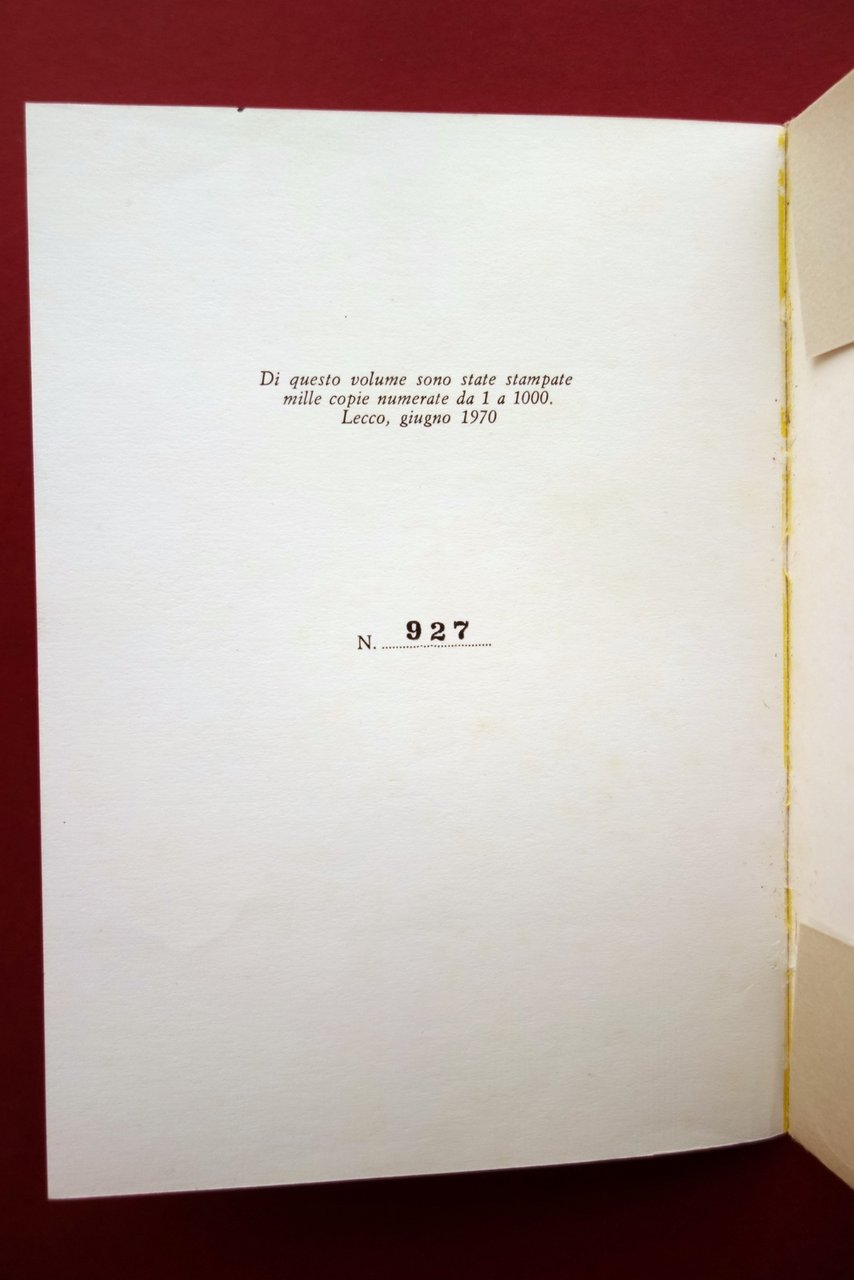 Di questo volume sono state stampate
mille copie numerate da 1 a 1000.
Lecco, giugno 1970
N. 927